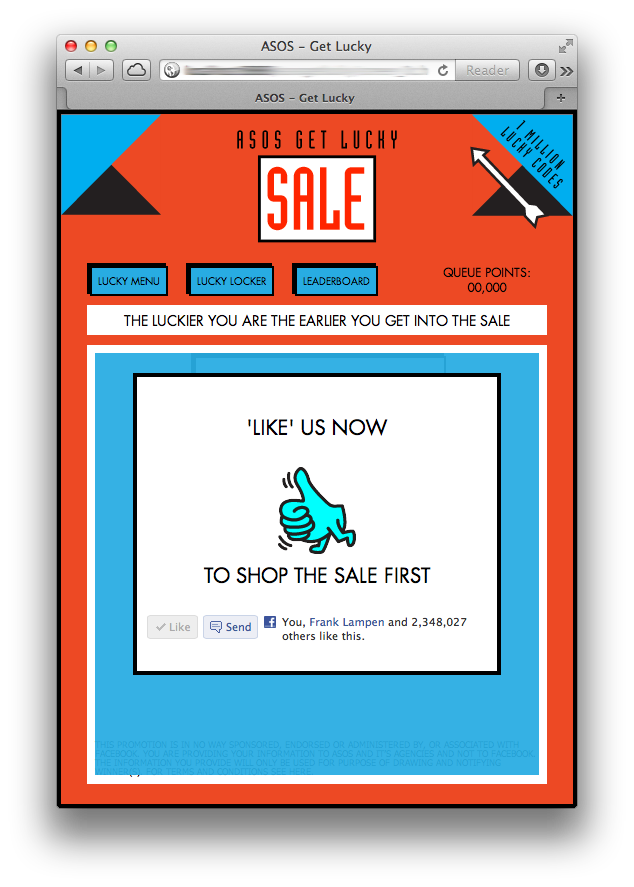 ASOS – Get Lucky
Reader
ASOS – Get Lucky
ASOS GET LUCKY
SALE
1 MILLION
LUCKY CODES
LUCKY MENU
LUCKY LOCKER
LEADERBOARD
QUEUE POINTS:
00,000
THE LUCKIER YOU ARE THE EARLIER YOU GET INTO THE SALE
'LIKE' US NOW
TO SHOP THE SALE FIRST
Like
Send
You, Frank Lampen and 2,348,027
others like this.
THIS PROMOTION IS IN NO WAY SPONSORED, ENDORSED OR ADMINISTERED BY, OR ASSOCIATED WITH
FACEBOOK. YOU ARE PROVIDING YOUR INFORMATION TO ASOS AND IT'S AGENCIES AND NOT TO FACEBOOK.
THE INFORMATION YOU PROVIDE WILL ONLY BE USED FOR PURPOSE OF DRAWING AND NOTIFYING
WINNER(S). FOR TERMS AND CONDITIONS SEE HERE.